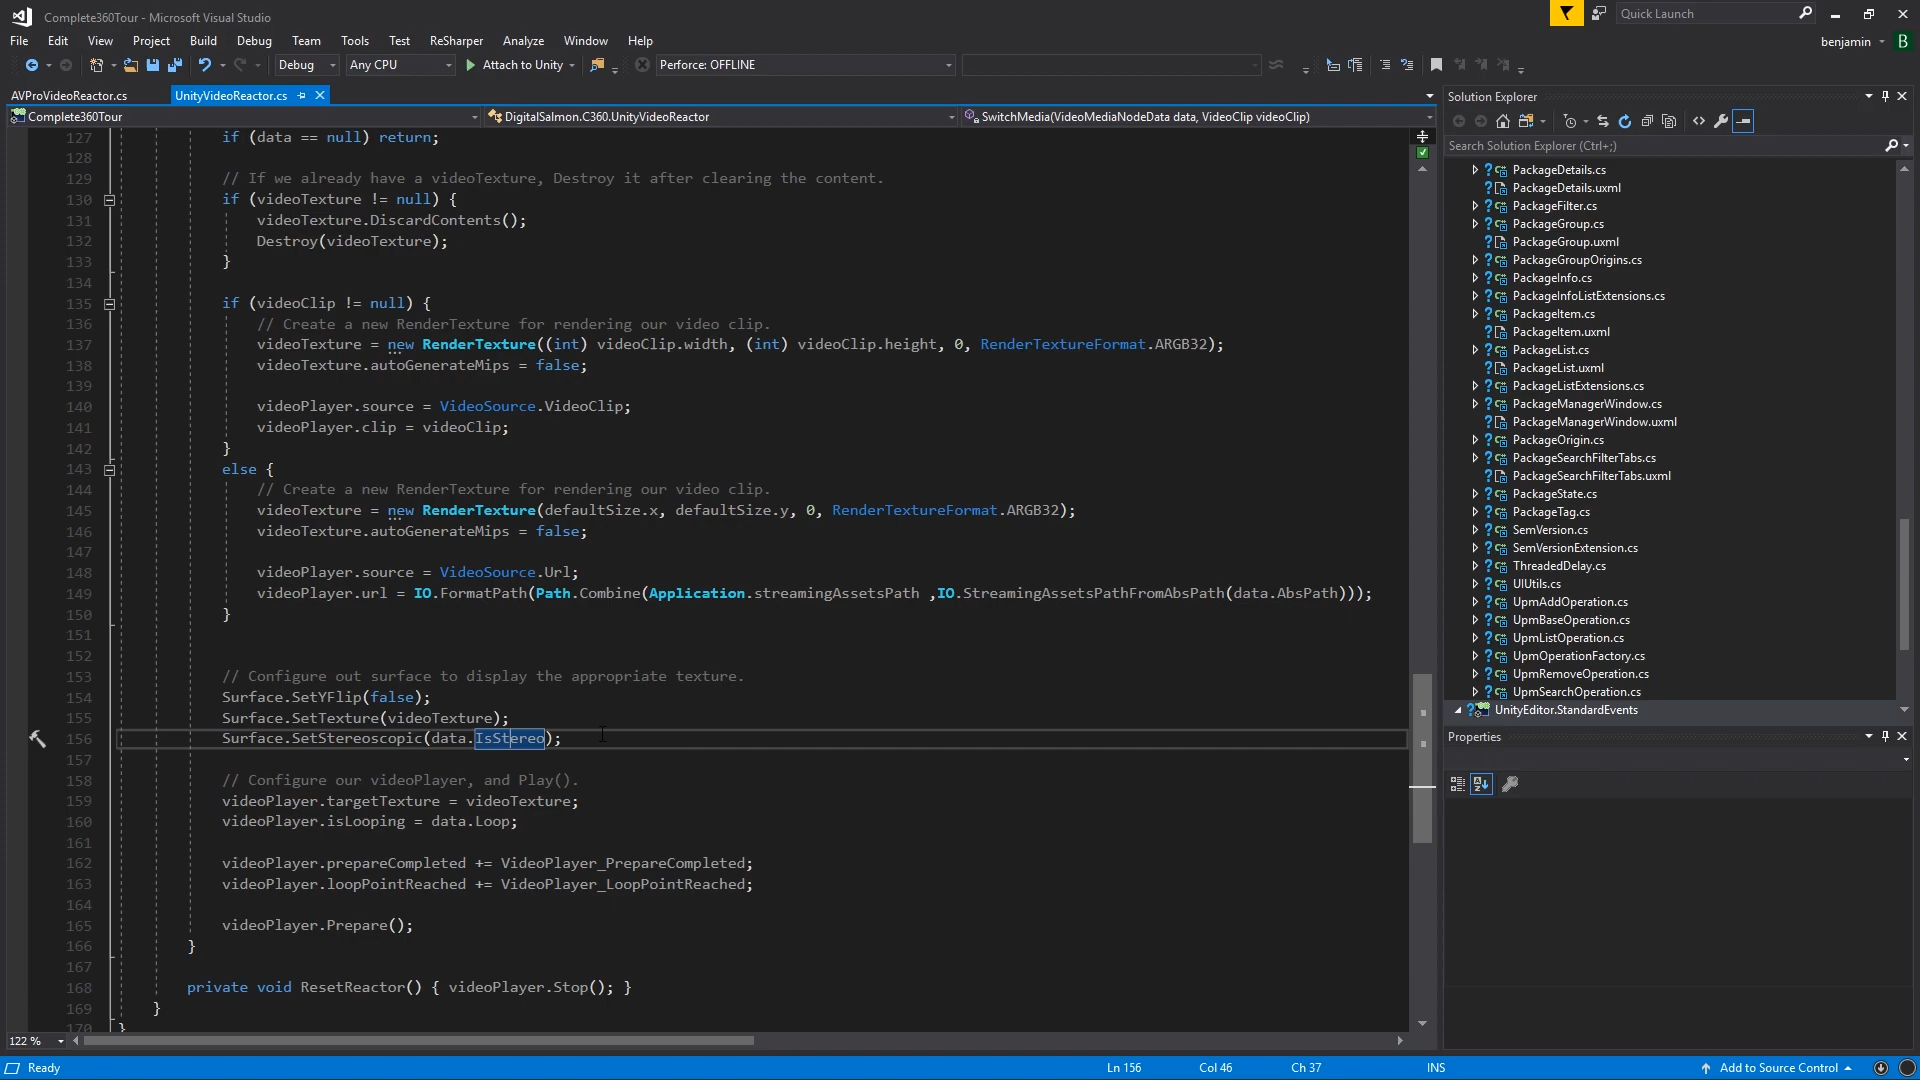 Complete360Tour - Microsoft Visual Studio
Quick Launch
File Edit View Project Build Debug Team Tools Test ReSharper Analyze Window Help
benjamin B
Debug Any CPU Attach to Unity Perforce: OFFLINE
AVProVideoReactor.cs UnityVideoReactor.cs
Complete360Tour DigitalSalmon.C360.UnityVideoReactor SwitchMedia(VideoMediaNodeData data, VideoClip videoClip)
127 if (data == null) return;
128
129 // If we already have a videoTexture, Destroy it after clearing the content.
130 if (videoTexture != null) {
131 videoTexture.DiscardContents();
132 Destroy(videoTexture);
133 }
134
135 if (videoClip != null) {
136 // Create a new RenderTexture for rendering our video clip.
137 videoTexture = new RenderTexture((int) videoClip.width, (int) videoClip.height, 0, RenderTextureFormat.ARGB32);
138 videoTexture.autoGenerateMips = false;
139
140 videoPlayer.source = VideoSource.VideoClip;
141 videoPlayer.clip = videoClip;
142 }
143 else {
144 // Create a new RenderTexture for rendering our video clip.
145 videoTexture = new RenderTexture(defaultSize.x, defaultSize.y, 0, RenderTextureFormat.ARGB32);
146 videoTexture.autoGenerateMips = false;
147
148 videoPlayer.source = VideoSource.Url;
149 videoPlayer.url = IO.FormatPath(Path.Combine(Application.streamingAssetsPath ,IO.StreamingAssetsPathFromAbsPath(data.AbsPath)));
150 }
151
152
153 // Configure out surface to display the appropriate texture.
154 Surface.SetYFlip(false);
155 Surface.SetTexture(videoTexture);
156 Surface.SetStereoscopic(data.IsStereo);
157
158 // Configure our videoPlayer, and Play().
159 videoPlayer.targetTexture = videoTexture;
160 videoPlayer.isLooping = data.Loop;
161
162 videoPlayer.prepareCompleted += VideoPlayer_PrepareCompleted;
163 videoPlayer.loopPointReached += VideoPlayer_LoopPointReached;
164
165 videoPlayer.Prepare();
166 }
167
168 private void ResetReactor() { videoPlayer.Stop(); }
169 }
170 }
122 %
Solution Explorer
Search Solution Explorer (Ctrl+;)
PackageDetails.cs
PackageDetails.uxml
PackageFilter.cs
PackageGroup.cs
PackageGroup.uxml
PackageGroupOrigins.cs
PackageInfo.cs
PackageInfoListExtensions.cs
PackageItem.cs
PackageItem.uxml
PackageList.cs
PackageList.uxml
PackageListExtensions.cs
PackageManagerWindow.cs
PackageManagerWindow.uxml
PackageOrigin.cs
PackageSearchFilterTabs.cs
PackageSearchFilterTabs.uxml
PackageState.cs
PackageTag.cs
SemVersion.cs
SemVersionExtension.cs
ThreadedDelay.cs
UIUtils.cs
UpmAddOperation.cs
UpmBaseOperation.cs
UpmListOperation.cs
UpmOperationFactory.cs
UpmRemoveOperation.cs
UpmSearchOperation.cs
UnityEditor.StandardEvents
Properties
Ready Ln 156 Col 46 Ch 37 INS Add to Source Control